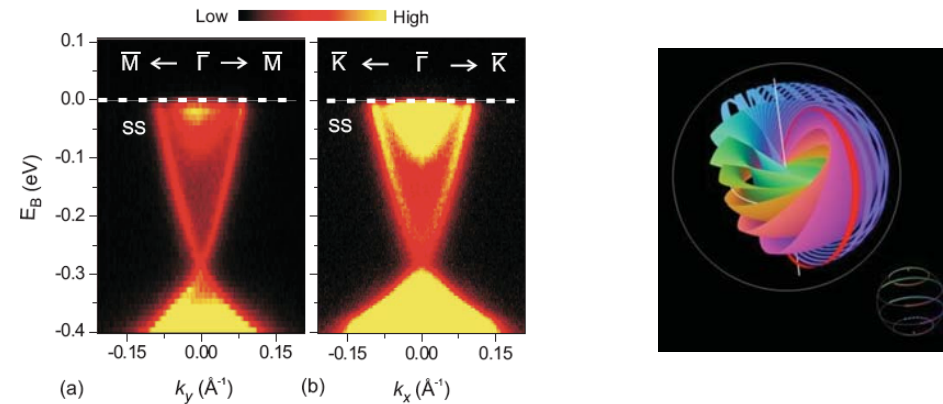 Low High
0.1
0.0
-0.1
-0.2
-0.3
-0.4
E_B (eV)
M̅ ← Γ̅ → M̅
SS
-0.15 0.00 0.15
(a) k_y (Å⁻¹)
K̅ ← Γ̅ → K̅
SS
-0.15 0.00 0.15
(b) k_x (Å⁻¹)